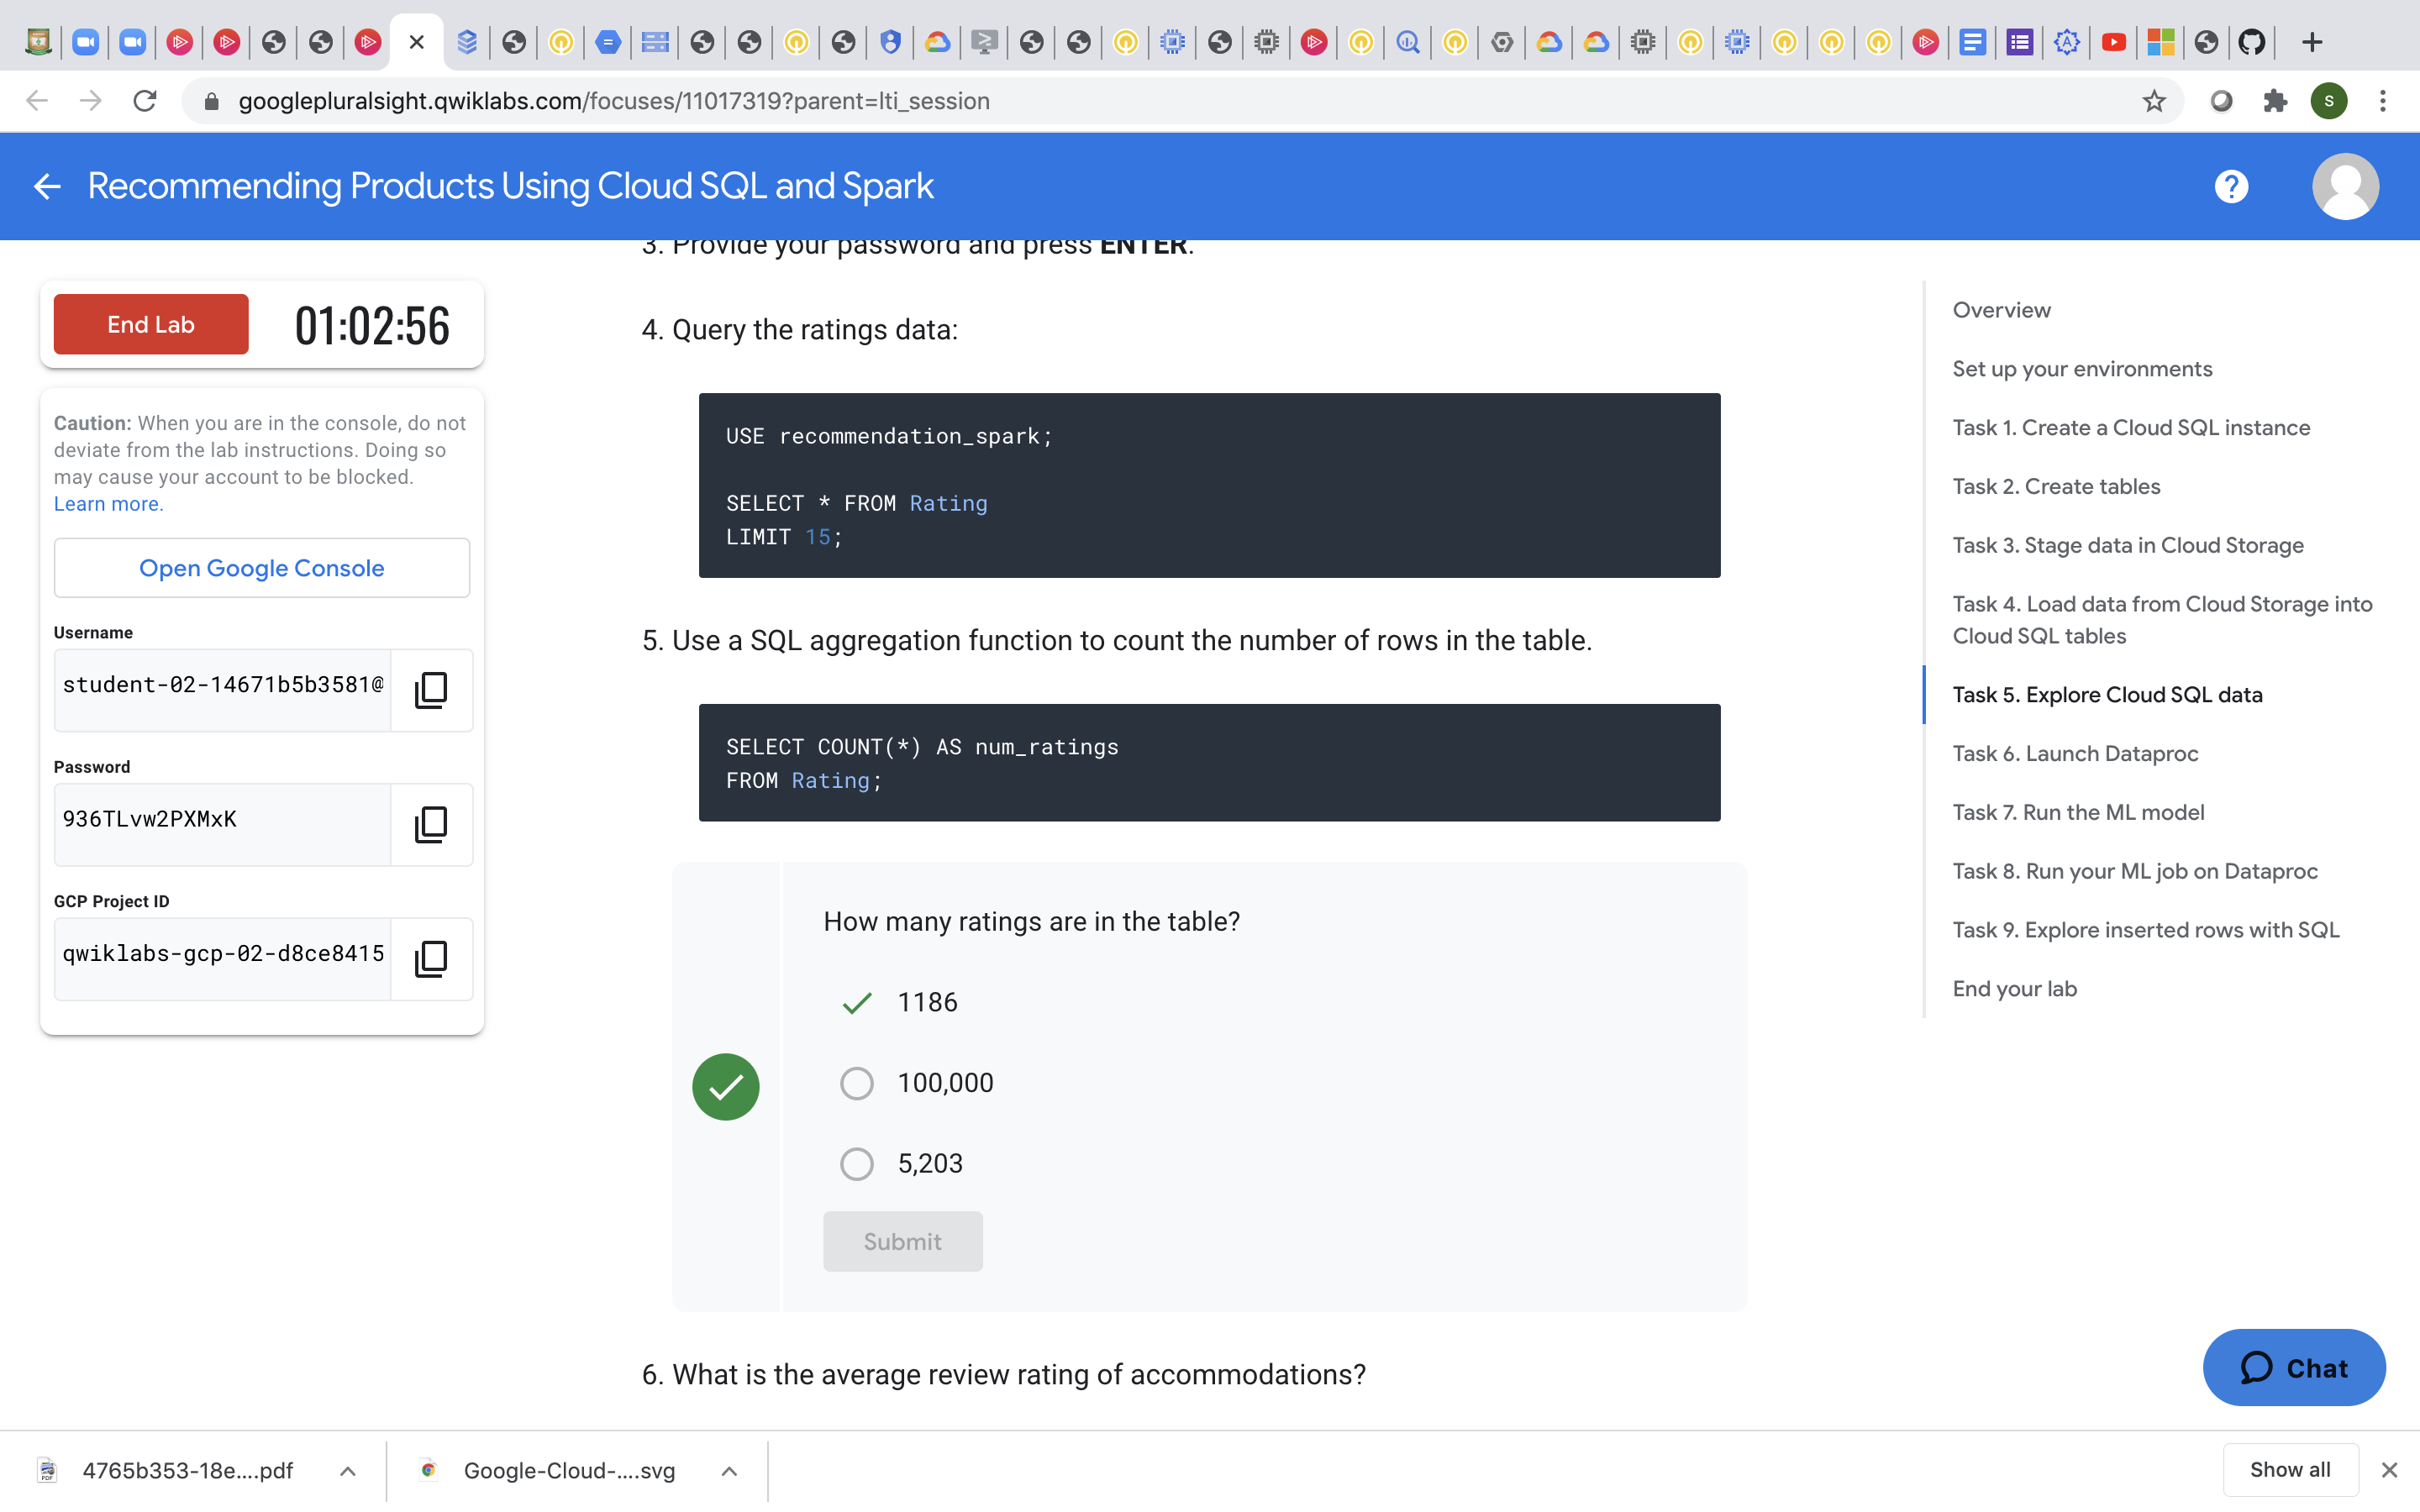 googlepluralsight.qwiklabs.com/focuses/11017319?parent=lti_session
S
Recommending Products Using Cloud SQL and Spark
?
3. Provide your password and press ENTER.
End Lab
01:02:56
Caution: When you are in the console, do not
deviate from the lab instructions. Doing so
may cause your account to be blocked.
Learn more.
Open Google Console
Username
student-02-14671b5b3581@
Password
936TLvw2PXMxK
GCP Project ID
qwiklabs-gcp-02-d8ce8415
4. Query the ratings data:
USE recommendation_spark;
SELECT * FROM Rating
LIMIT 15;
5. Use a SQL aggregation function to count the number of rows in the table.
SELECT COUNT(*) AS num_ratings
FROM Rating;
How many ratings are in the table?
1186
100,000
5,203
Submit
6. What is the average review rating of accommodations?
Overview
Set up your environments
Task 1. Create a Cloud SQL instance
Task 2. Create tables
Task 3. Stage data in Cloud Storage
Task 4. Load data from Cloud Storage into
Cloud SQL tables
Task 5. Explore Cloud SQL data
Task 6. Launch Dataproc
Task 7. Run the ML model
Task 8. Run your ML job on Dataproc
Task 9. Explore inserted rows with SQL
End your lab
Chat
4765b353-18e....pdf
Google-Cloud-....svg
Show all